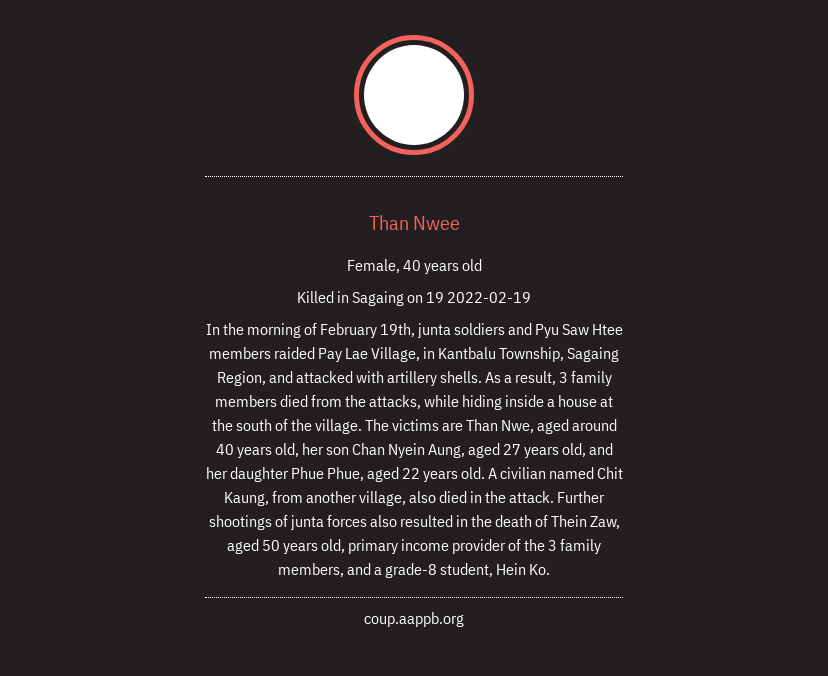 Than Nwee
Female, 40 years old
Killed in Sagaing on 19 2022-02-19
In the morning of February 19th, junta soldiers and Pyu Saw Htee
members raided Pay Lae Village, in Kantbalu Township, Sagaing
Region, and attacked with artillery shells. As a result, 3 family
members died from the attacks, while hiding inside a house at
the south of the village. The victims are Than Nwe, aged around
40 years old, her son Chan Nyein Aung, aged 27 years old, and
her daughter Phue Phue, aged 22 years old. A civilian named Chit
Kaung, from another village, also died in the attack. Further
shootings of junta forces also resulted in the death of Thein Zaw,
aged 50 years old, primary income provider of the 3 family
members, and a grade-8 student, Hein Ko.
coup.aappb.org